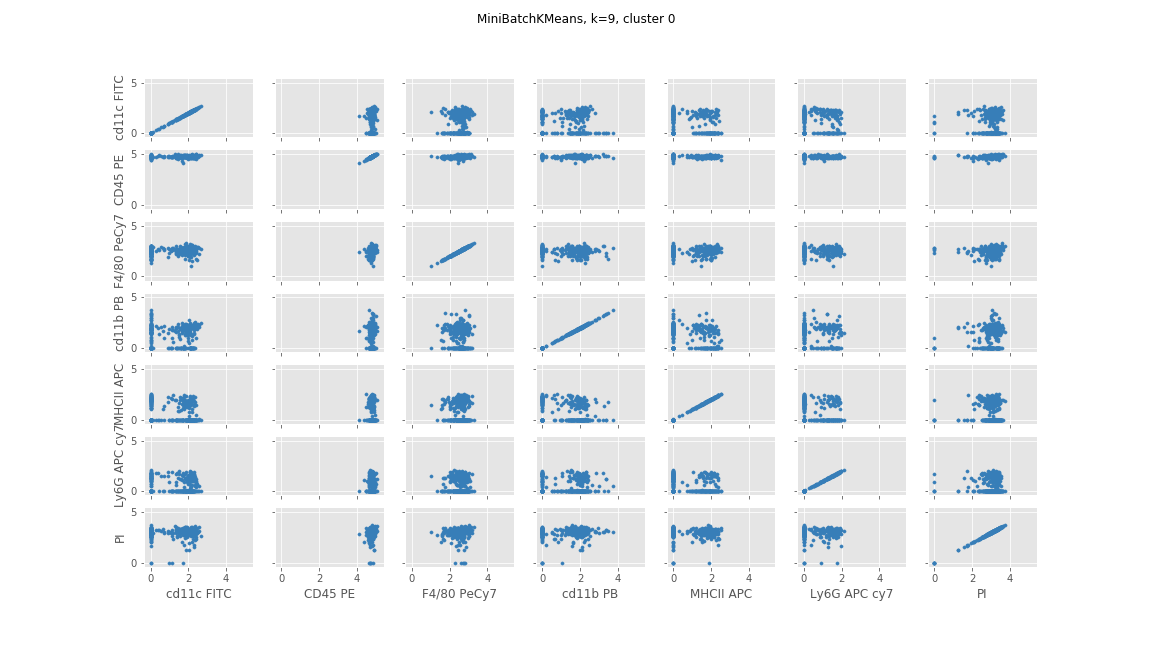 MiniBatchKMeans, k=9, cluster 0
cd11c FITC
5
0
CD45 PE
5
0
F4/80 PeCy7
5
0
cd11b PB
5
0
MHCII APC
5
0
Ly6G APC cy7
5
0
PI
5
0
0 2 4 0 2 4 0 2 4 0 2 4 0 2 4 0 2 4 0 2 4
cd11c FITC CD45 PE F4/80 PeCy7 cd11b PB MHCII APC Ly6G APC cy7 PI